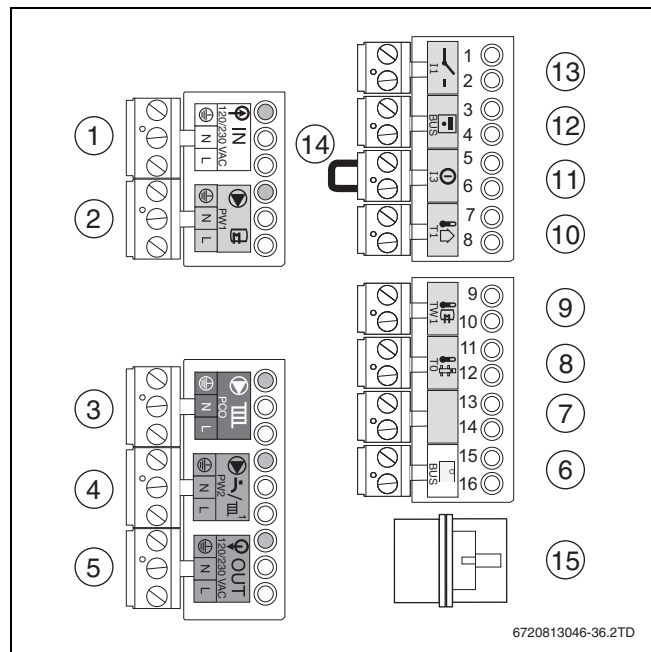 1
IN
120/230 VAC
N
L
2
PW1
N
L
3
PCO
N
L
4
PW2
1
N
L
5
OUT
120/230 VAC
N
L
14
I1
1
2
13
BUS
3
4
12
I3
5
6
11
T1
7
8
10
TW1
9
10
9
T0
11
12
8
13
14
7
BUS
15
16
6
15
6720813046-36.2TD